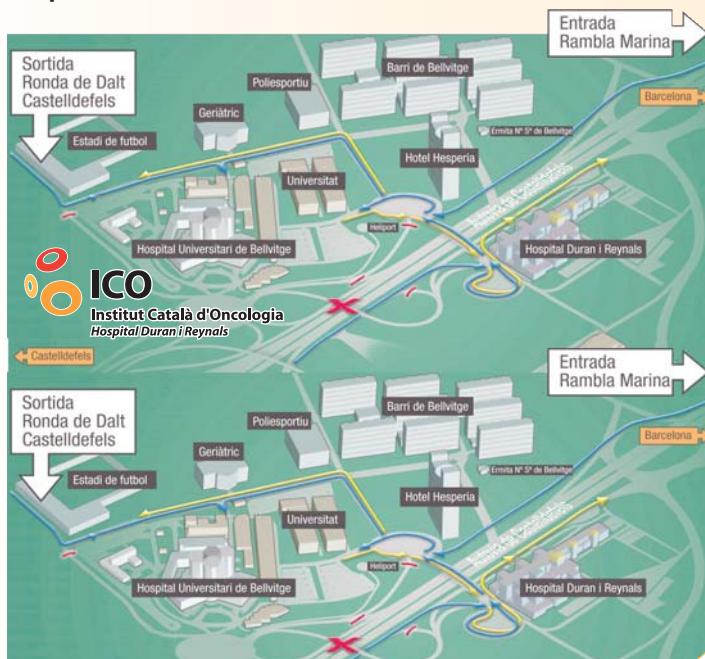 Entrada
Rambla Marina
Sortida
Ronda de Dalt
Castelldefels
Barri de Bellvitge
Poliesportiu
Barcelona
Geriàtric
Estadi de futbol
Ermita Nª Sª de Bellvitge
Hotel Hesperia
Universitat
Heliport
Hospital Universitari de Bellvitge
Hospital Duran i Reynals
ICO
Institut Català d'Oncologia
Hospital Duran i Reynals
Castelldefels
Entrada
Rambla Marina
Sortida
Ronda de Dalt
Castelldefels
Barri de Bellvitge
Poliesportiu
Barcelona
Geriàtric
Estadi de futbol
Ermita Nª Sª de Bellvitge
Hotel Hesperia
Universitat
Heliport
Hospital Universitari de Bellvitge
Hospital Duran i Reynals